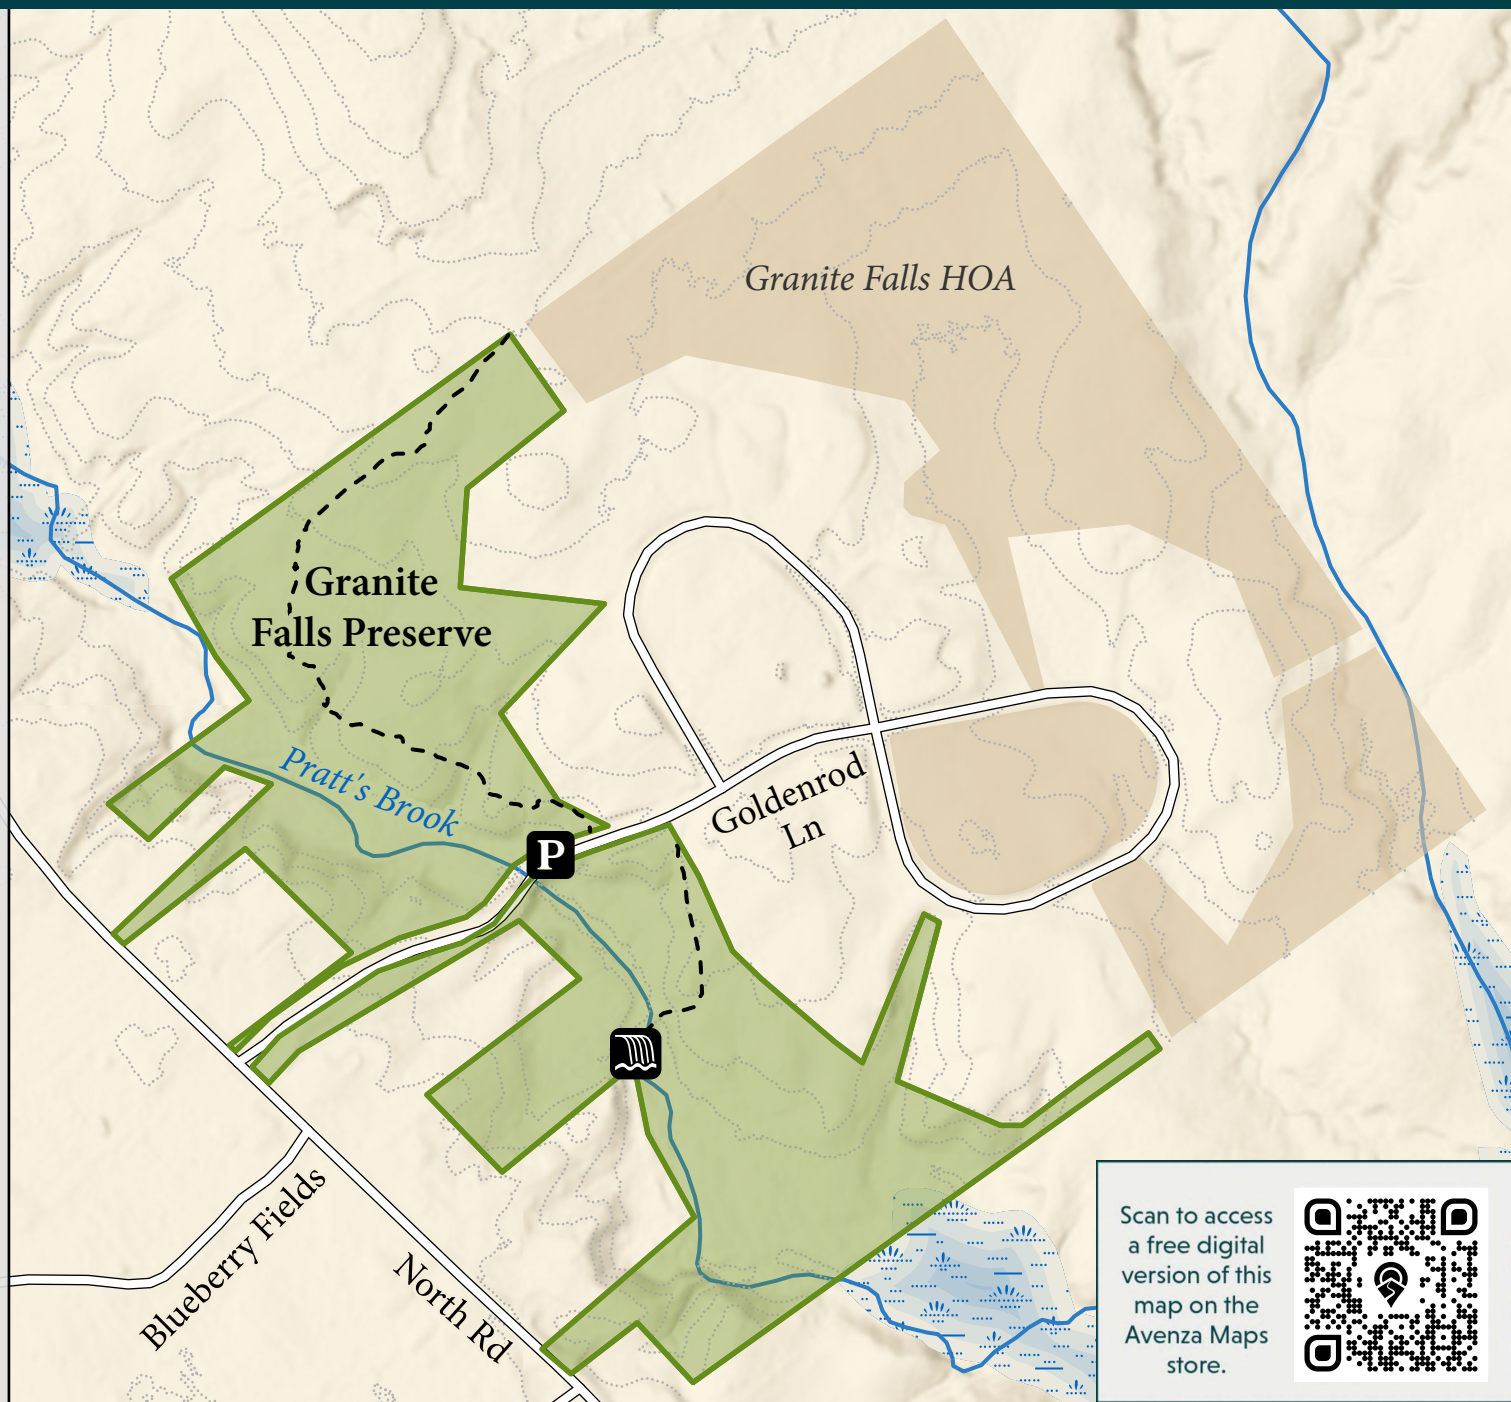 Granite Falls HOA
Granite
Falls Preserve
Pratt's Brook
P
Goldenrod
Ln
Blueberry Fields
North Rd
Scan to access
a free digital
version of this
map on the
Avenza Maps
store.